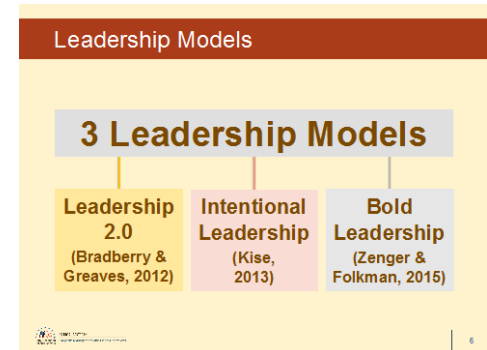 Leadership Models
3 Leadership Models
Leadership
2.0
(Bradberry &
Greaves, 2012)
Intentional
Leadership
(Kise,
2013)
Bold
Leadership
(Zenger &
Folkman, 2015)
6